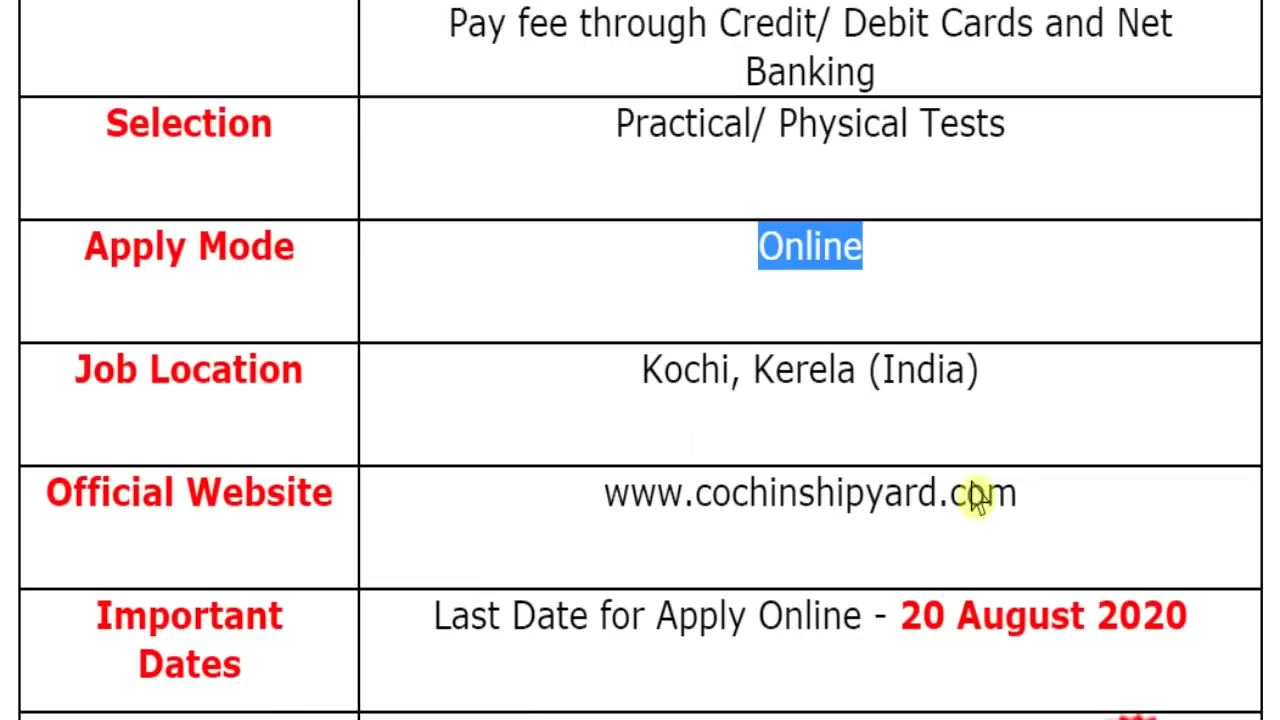 Pay fee through Credit/ Debit Cards and Net
Banking
Selection
Practical/ Physical Tests
Apply Mode
Online
Job Location
Kochi, Kerela (India)
Official Website
www.cochinshipyard.com
Important
Dates
Last Date for Apply Online - 20 August 2020